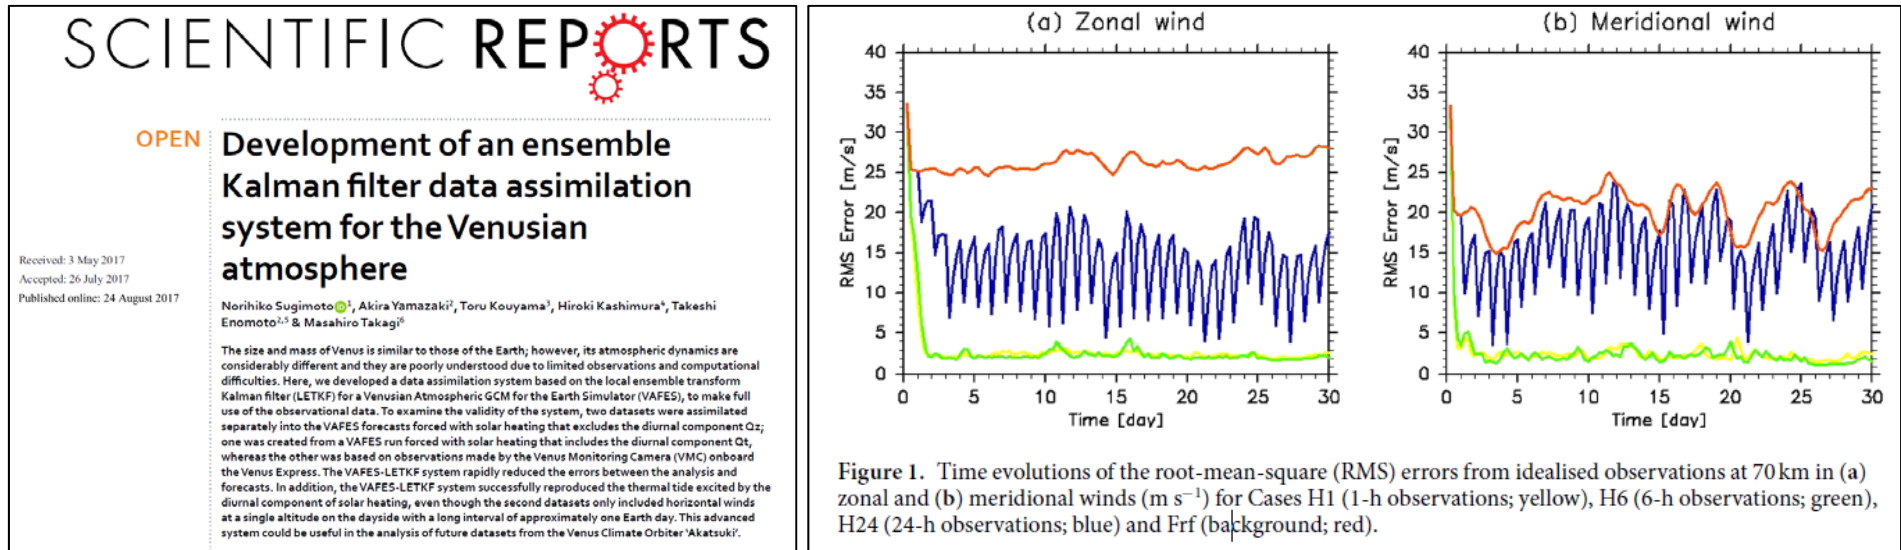 SCIENTIFIC REPORTS
OPEN
Development of an ensemble
Kalman filter data assimilation
system for the Venusian
atmosphere
Received: 3 May 2017
Accepted: 26 July 2017
Published online: 24 August 2017
Norihiko Sugimoto 1, Akira Yamazaki2, Toru Kouyama3, Hiroki Kashimura4, Takeshi
Enomoto2,5 & Masahiro Takagi6
The size and mass of Venus is similar to those of the Earth; however, its atmospheric dynamics are
considerably different and they are poorly understood due to limited observations and computational
difficulties. Here, we developed a data assimilation system based on the local ensemble transform
Kalman filter (LETKF) for a Venusian Atmospheric GCM for the Earth Simulator (VAFES), to make full
use of the observational data. To examine the validity of the system, two datasets were assimilated
separately into the VAFES forecasts forced with solar heating that excludes the diurnal component Qz;
one was created from a VAFES run forced with solar heating that includes the diurnal component Qt,
whereas the other was based on observations made by the Venus Monitoring Camera (VMC) onboard
the Venus Express. The VAFES-LETKF system rapidly reduced the errors between the analysis and
forecasts. In addition, the VAFES-LETKF system successfully reproduced the thermal tide excited by the
diurnal component of solar heating, even though the second datasets only included horizontal winds
at a single altitude on the dayside with a long interval of approximately one Earth day. This advanced
system could be useful in the analysis of future datasets from the Venus Climate Orbiter 'Akatsuki'.
(a) Zonal wind
40
35
30
25
20
15
10
5
0
RMS Error [m/s]
0 5 10 15 20 25 30
Time [day]
(b) Meridional wind
40
35
30
25
20
15
10
5
0
RMS Error [m/s]
0 5 10 15 20 25 30
Time [day]
Figure 1. Time evolutions of the root-mean-square (RMS) errors from idealised observations at 70 km in (a)
zonal and (b) meridional winds (m s−1) for Cases H1 (1-h observations; yellow), H6 (6-h observations; green),
H24 (24-h observations; blue) and Frf (background; red).